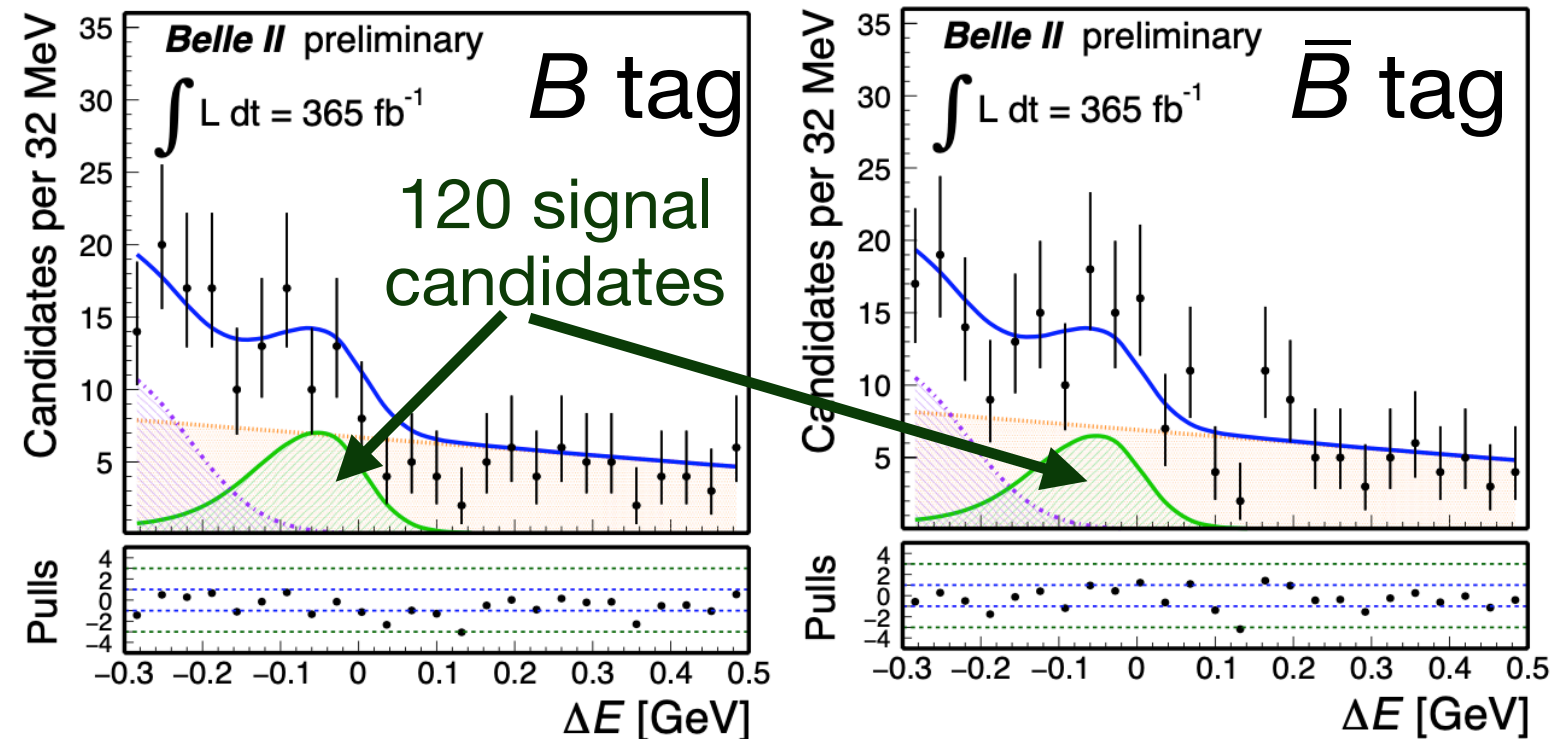 Belle II preliminary
∫ L dt = 365 fb⁻¹
B tag
Candidates per 32 MeV
35
30
25
20
15
10
5
120 signal
candidates
Pulls
4
2
0
−2
−4
−0.3 −0.2 −0.1 0 0.1 0.2 0.3 0.4 0.5
ΔE [GeV]
Belle II preliminary
∫ L dt = 365 fb⁻¹
B̅ tag
Candidates per 32 MeV
35
30
25
20
15
10
5
Pulls
4
2
0
−2
−4
−0.3 −0.2 −0.1 0 0.1 0.2 0.3 0.4 0.5
ΔE [GeV]